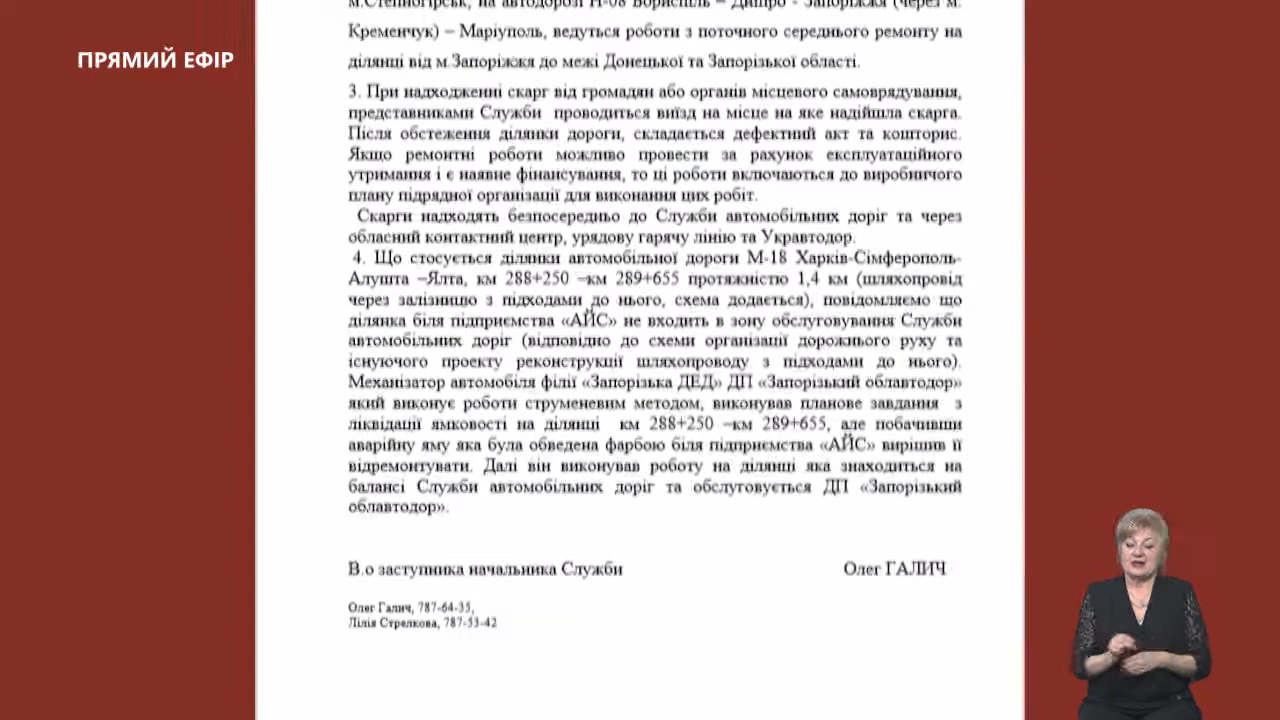 ПРЯМИЙ ЕФІР
м.Степногірськ, на автодорозі Н-08 Бориспіль – Дніпро - Запоріжжя (через м.
Кременчук) – Маріуполь, ведуться роботи з поточного середнього ремонту на
ділянці від м.Запоріжжя до межі Донецької та Запорізької області.
3. При надходженні скарг від громадян або органів місцевого самоврядування,
представниками Служби проводиться виїзд на місце на яке надійшла скарга.
Після обстеження ділянки дороги, складається дефектний акт та кошторис.
Якщо ремонтні роботи можливо провести за рахунок експлуатаційного
утримання і є наявне фінансування, то ці роботи включаються до виробничого
плану підрядної організації для виконання цих робіт.
Скарги надходять безпосередньо до Служби автомобільних доріг та через
обласний контактний центр, урядову гарячу лінію та Укравтодор.
4. Що стосується ділянки автомобільної дороги М-18 Харків-Сімферополь-
Алушта –Ялта, км 288+250 –км 289+655 протяжністю 1,4 км (шляхопровід
через залізницю з підходами до нього, схема додається), повідомляємо що
ділянка біля підприємства «АЙС» не входить в зону обслуговування Служби
автомобільних доріг (відповідно до схеми організації дорожнього руху та
існуючого проекту реконструкції шляхопроводу з підходами до нього).
Механізатор автомобіля філії «Запорізька ДЕД» ДП «Запорізький облавтодор»
який виконує роботи струменевим методом, виконував планове завдання з
ліквідації ямковості на ділянці км 288+250 –км 289+655, але побачивши
аварійну яму яка була обведена фарбою біля підприємства «АЙС» вирішив її
відремонтувати. Далі він виконував роботу на ділянці яка знаходиться на
балансі Служби автомобільних доріг та обслуговується ДП «Запорізький
облавтодор».
В.о заступника начальника Служби Олег ГАЛИЧ
Олег Галич, 787-64-35,
Лілія Стрелкова, 787-53-42